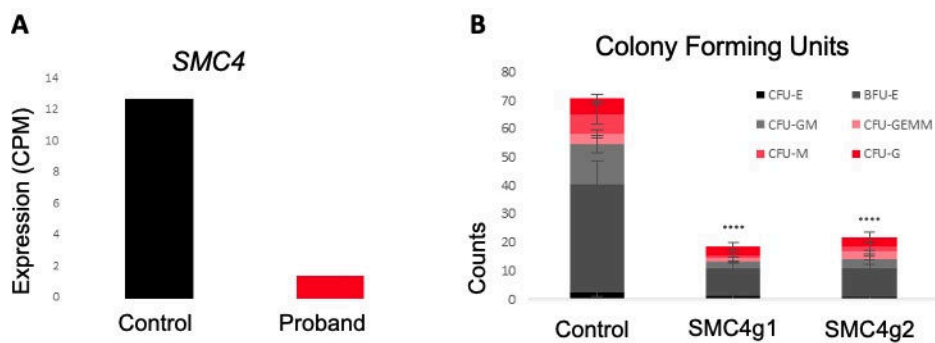 A
SMC4
Expression (CPM)
14
12
10
8
6
4
2
0
Control
Proband
B
Colony Forming Units
Counts
80
70
60
50
40
30
20
10
0
CFU-E
BFU-E
CFU-GM
CFU-GEMM
CFU-M
CFU-G
****
****
Control
SMC4g1
SMC4g2